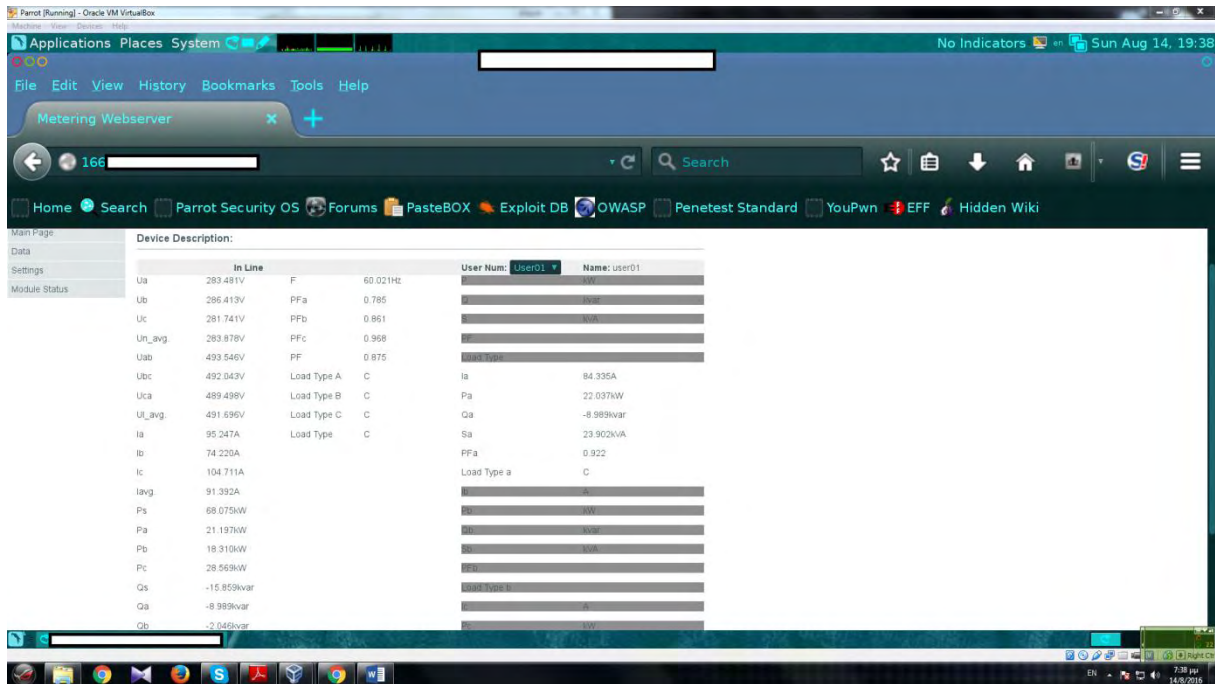 Parrot [Running] - Oracle VM VirtualBox
Machine View Devices Help
Applications Places System No Indicators en Sun Aug 14, 19:38
File Edit View History Bookmarks Tools Help
Metering Webserver
166 Search
Home Search Parrot Security OS Forums PasteBOX Exploit DB OWASP Penetest Standard YouPwn EFF Hidden Wiki
Main Page
Data
Settings
Module Status
Device Description:
In Line User Num: User01 Name: user01
Ua 283.481V F 60.021Hz P kW
Ub 286.413V PFa 0.785 Q kvar
Uc 281.741V PFb 0.861 S kVA
Un_avg. 283.878V PFc 0.968 PF
Uab 493.546V PF 0.875 Load Type
Ubc 492.043V Load Type A C Ia 84.335A
Uca 489.498V Load Type B C Pa 22.037kW
Ul_avg. 491.696V Load Type C C Qa -8.989kvar
Ia 95.247A Load Type C Sa 23.902kVA
Ib 74.220A PFa 0.922
Ic 104.711A Load Type a C
Iavg. 91.392A Ib A
Ps 68.075kW Pb kW
Pa 21.197kW Qb kvar
Pb 18.310kW Sb kVA
Pc 28.569kW PFb
Qs -15.859kvar Load Type b
Qa -8.989kvar Ic A
Qb -2.046kvar Pc kW
22
Right Ct
EN 7:38 μμ
14/8/2016